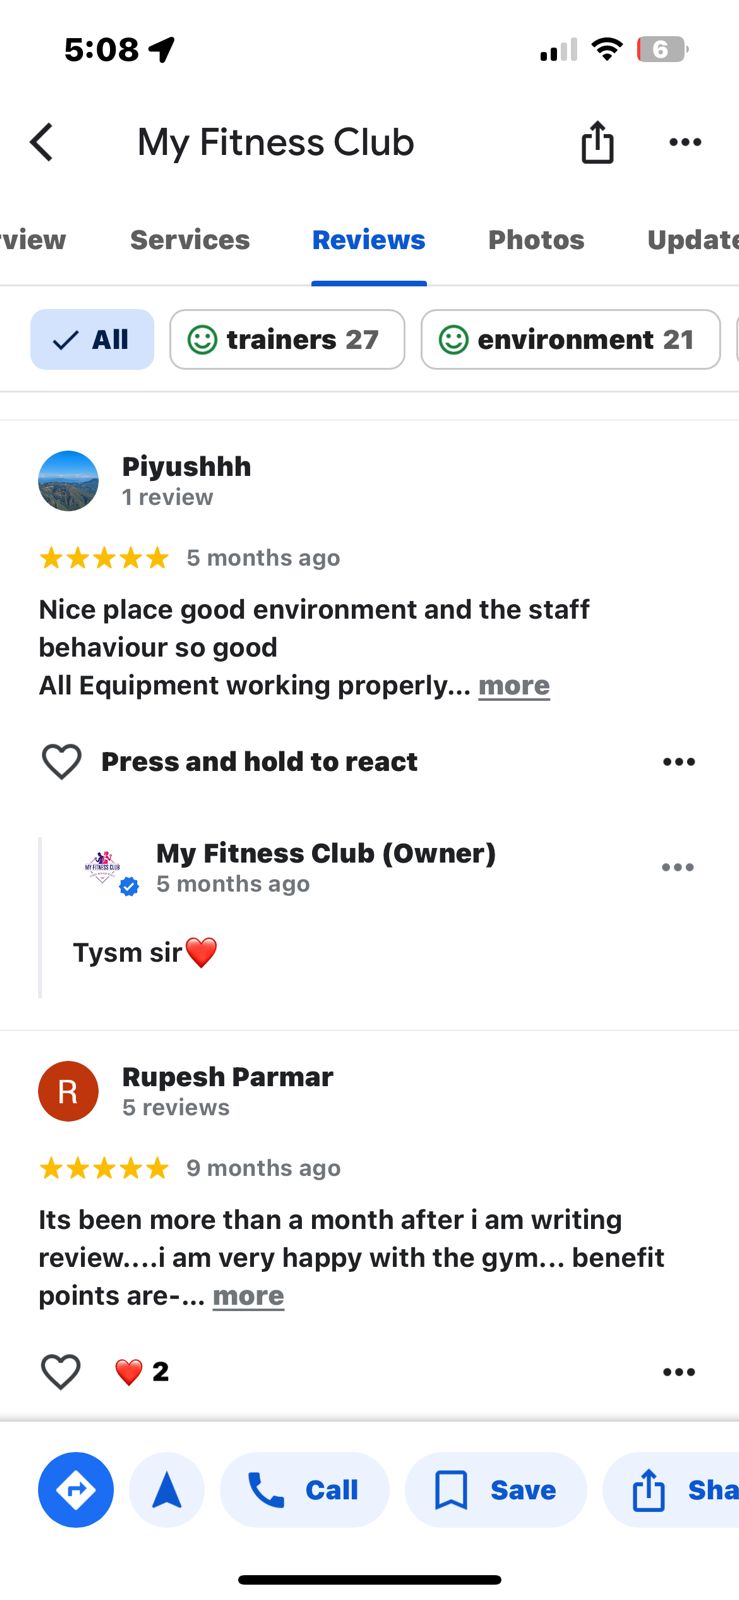 5:08
6
My Fitness Club
rview Services Reviews Photos Update
All trainers 27 environment 21
Piyushhh
1 review
5 months ago
Nice place good environment and the staff
behaviour so good
All Equipment working properly... more
Press and hold to react
My Fitness Club (Owner)
MY FITNESS CLUB
5 months ago
Tysm sir❤️
R
Rupesh Parmar
5 reviews
9 months ago
Its been more than a month after i am writing
review....i am very happy with the gym... benefit
points are-... more
❤️ 2
Call Save Sha